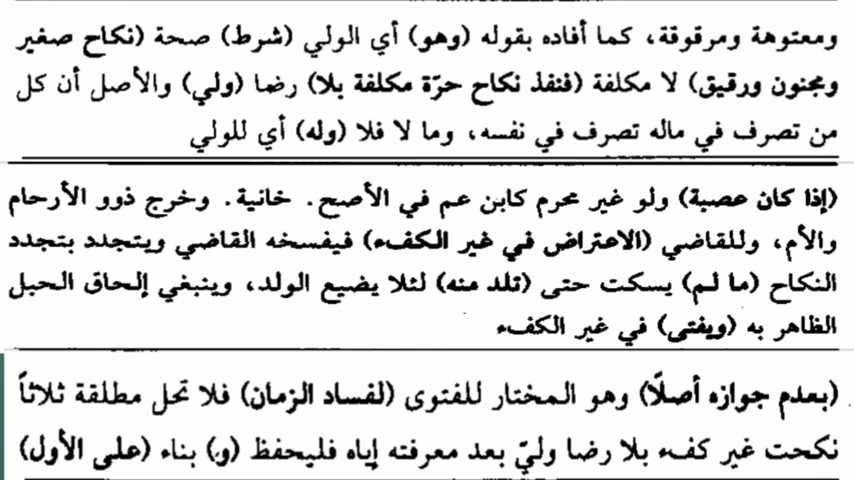 ومعتوهة ومرقوقة، كما أفاده بقوله (وهو) أي الولي (شرط) صحة (نكاح صغير
ومجنون ورقيق) لا مكلفة (فنفذ نكاح حرّة مكلفة بلا) رضا (ولي) والأصل أن كل
من تصرف في ماله تصرف في نفسه، وما لا فلا (وله) أي للولي
(إذا كان عصبة) ولو غير محرم كابن عم في الأصح. خانية. وخرج ذوو الأرحام
والأم، وللقاضي (الاعتراض في غير الكفء) فيفسخه القاضي ويتجدد بتجدد
النكاح (ما لم) يسكت حتى (تلد منه) لئلا يضيع الولد، وينبغي إلحاق الحبل
الظاهر به (ويفتى) في غير الكفء
(بعدم جوازه أصلًا) وهو المختار للفتوى (لفساد الزمان) فلا تحل مطلقة ثلاثاً
نكحت غير كفء بلا رضا وليّ بعد معرفته إياه فليحفظ (و) بناء (على الأول)